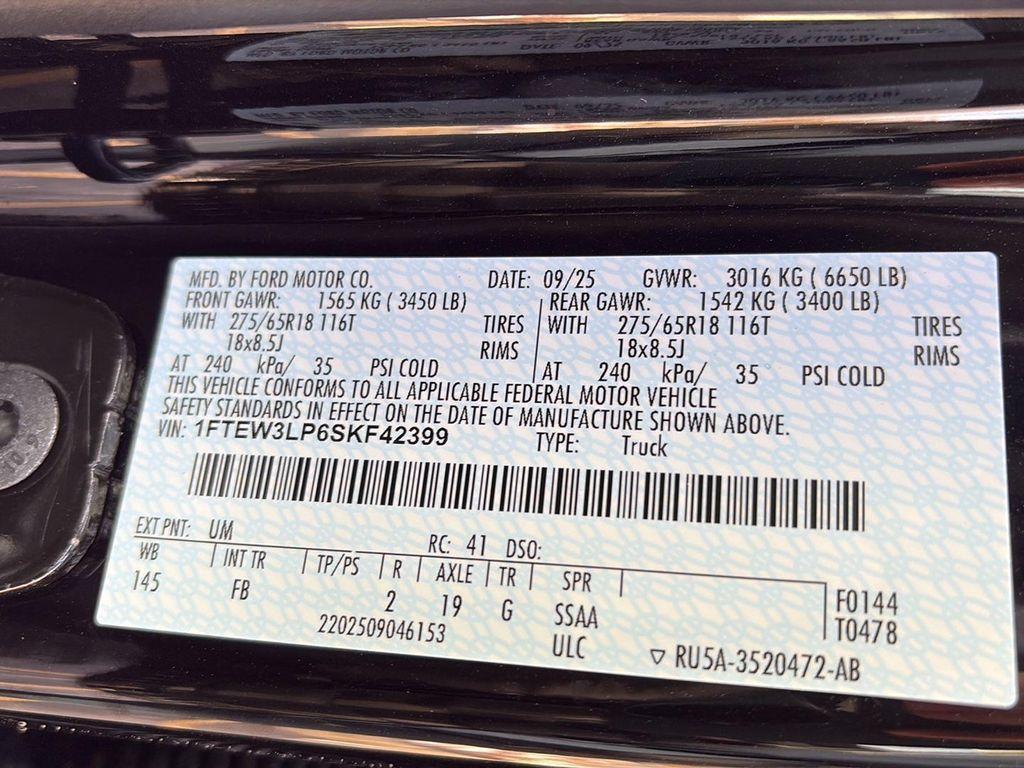 MFD. BY FORD MOTOR CO. DATE: 09/25 GVWR: 3016 KG ( 6650 LB)
FRONT GAWR: 1565 KG ( 3450 LB) REAR GAWR: 1542 KG ( 3400 LB)
WITH 275/65R18 116T TIRES WITH 275/65R18 116T TIRES
18x8.5J RIMS 18x8.5J RIMS
AT 240 kPa/ 35 PSI COLD AT 240 kPa/ 35 PSI COLD
THIS VEHICLE CONFORMS TO ALL APPLICABLE FEDERAL MOTOR VEHICLE
SAFETY STANDARDS IN EFFECT ON THE DATE OF MANUFACTURE SHOWN ABOVE.
VIN: 1FTEW3LP6SKF42399 TYPE: Truck
EXT PNT: UM RC: 41 DSO:
WB INT TR TP/PS R AXLE TR SPR
145 FB 2 19 G SSAA F0144
2202509046153 ULC T0478
RU5A-3520472-AB
10.9